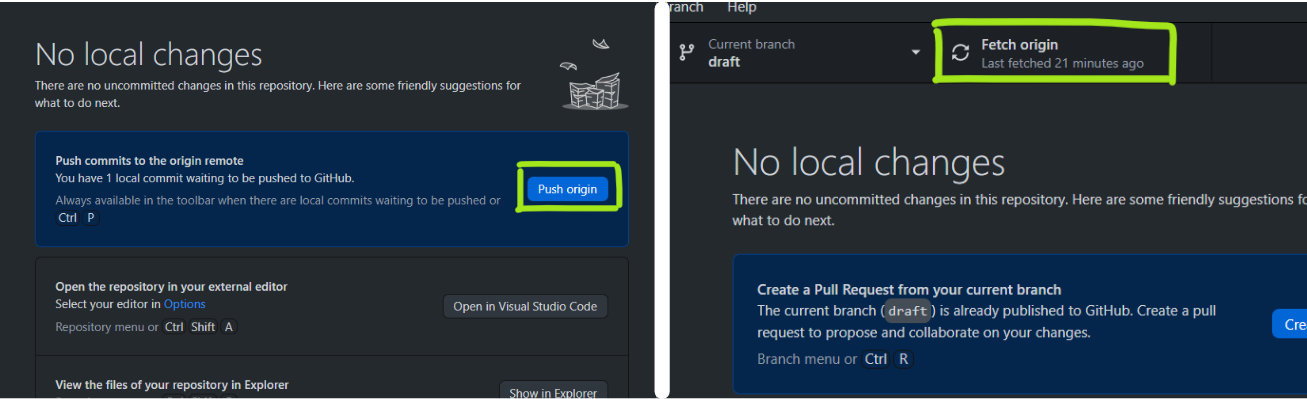 No local changes
There are no uncommitted changes in this repository. Here are some friendly suggestions for
what to do next.
Push commits to the origin remote
You have 1 local commit waiting to be pushed to GitHub.
Always available in the toolbar when there are local commits waiting to be pushed or
Ctrl P
Push origin
Open the repository in your external editor
Select your editor in Options
Repository menu or Ctrl Shift A
Open in Visual Studio Code
View the files of your repository in Explorer
Show in Explorer
ranch Help
Current branch
draft
Fetch origin
Last fetched 21 minutes ago
No local changes
There are no uncommitted changes in this repository. Here are some friendly suggestions
what to do next.
Create a Pull Request from your current branch
The current branch (draft) is already published to GitHub. Create a pull
request to propose and collaborate on your changes.
Branch menu or Ctrl R
Cre